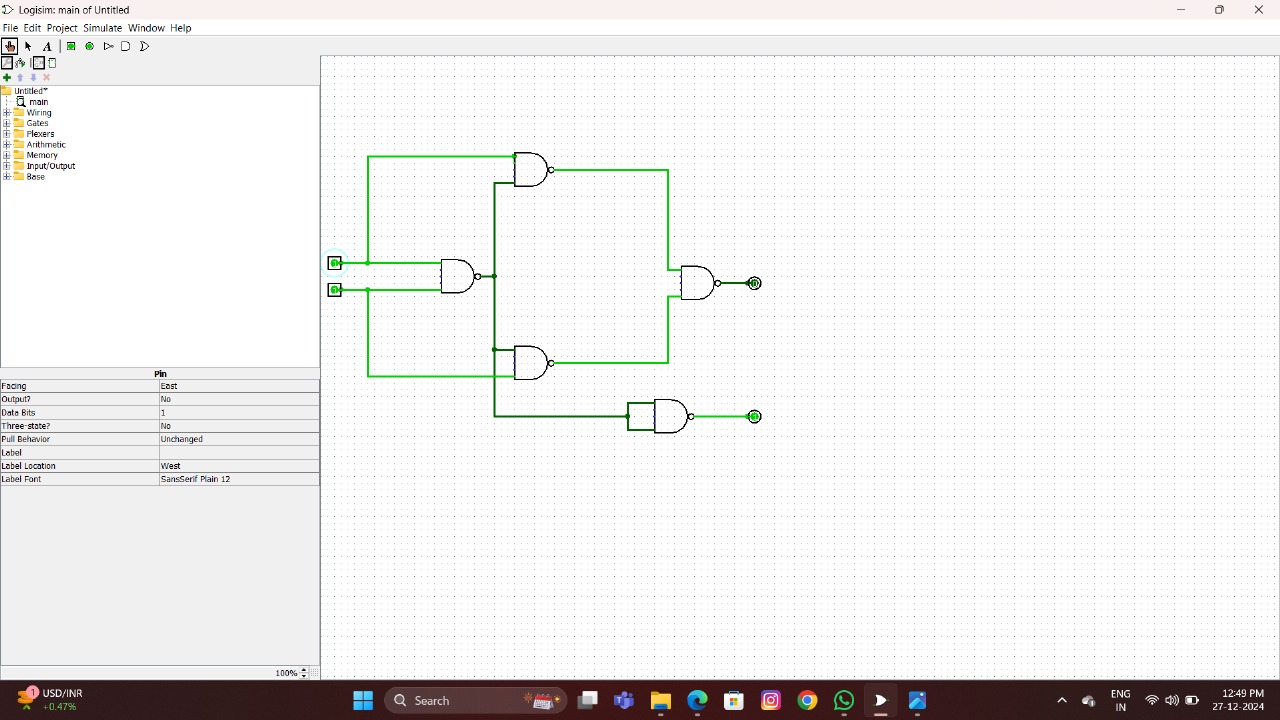 Logisim: main of Untitled
File Edit Project Simulate Window Help
A
Untitled*
main
Wiring
Gates
Plexers
Arithmetic
Memory
Input/Output
Base
Pin
Facing East
Output? No
Data Bits 1
Three-state? No
Pull Behavior Unchanged
Label
Label Location West
Label Font SansSerif Plain 12
100%
1
USD/INR
+0.47%
Search
ENG
IN
12:49 PM
27-12-2024